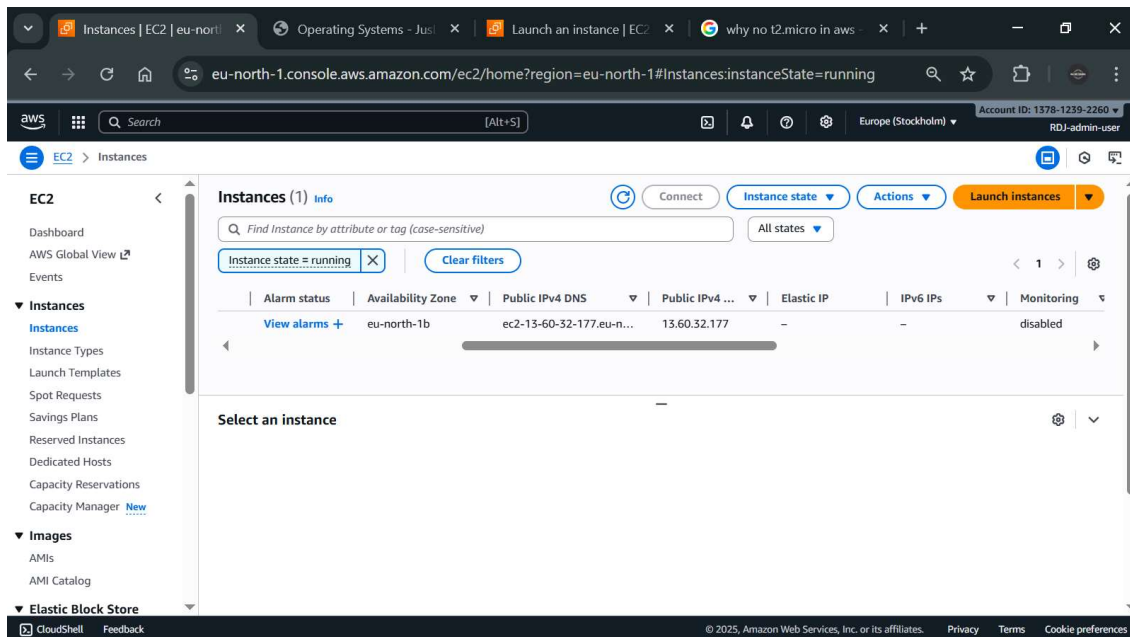 Instances | EC2 | eu-nort
Operating Systems - Jus
Launch an instance | EC2
why no t2.micro in aws -
eu-north-1.console.aws.amazon.com/ec2/home?region=eu-north-1#Instances:instanceState=running
aws
Search
[Alt+S]
Europe (Stockholm)
Account ID: 1378-1239-2260
RDJ-admin-user
EC2 > Instances
EC2
Dashboard
AWS Global View
Events
Instances
Instances
Instance Types
Launch Templates
Spot Requests
Savings Plans
Reserved Instances
Dedicated Hosts
Capacity Reservations
Capacity Manager New
Images
AMIs
AMI Catalog
Elastic Block Store
Instances (1) Info
Connect
Instance state
Actions
Launch instances
Find Instance by attribute or tag (case-sensitive)
All states
Instance state = running
Clear filters
1
Alarm status
Availability Zone
Public IPv4 DNS
Public IPv4 ...
Elastic IP
IPv6 IPs
Monitoring
View alarms +
eu-north-1b
ec2-13-60-32-177.eu-n...
13.60.32.177
–
–
disabled
Select an instance
CloudShell
Feedback
© 2025, Amazon Web Services, Inc. or its affiliates.
Privacy
Terms
Cookie preferences